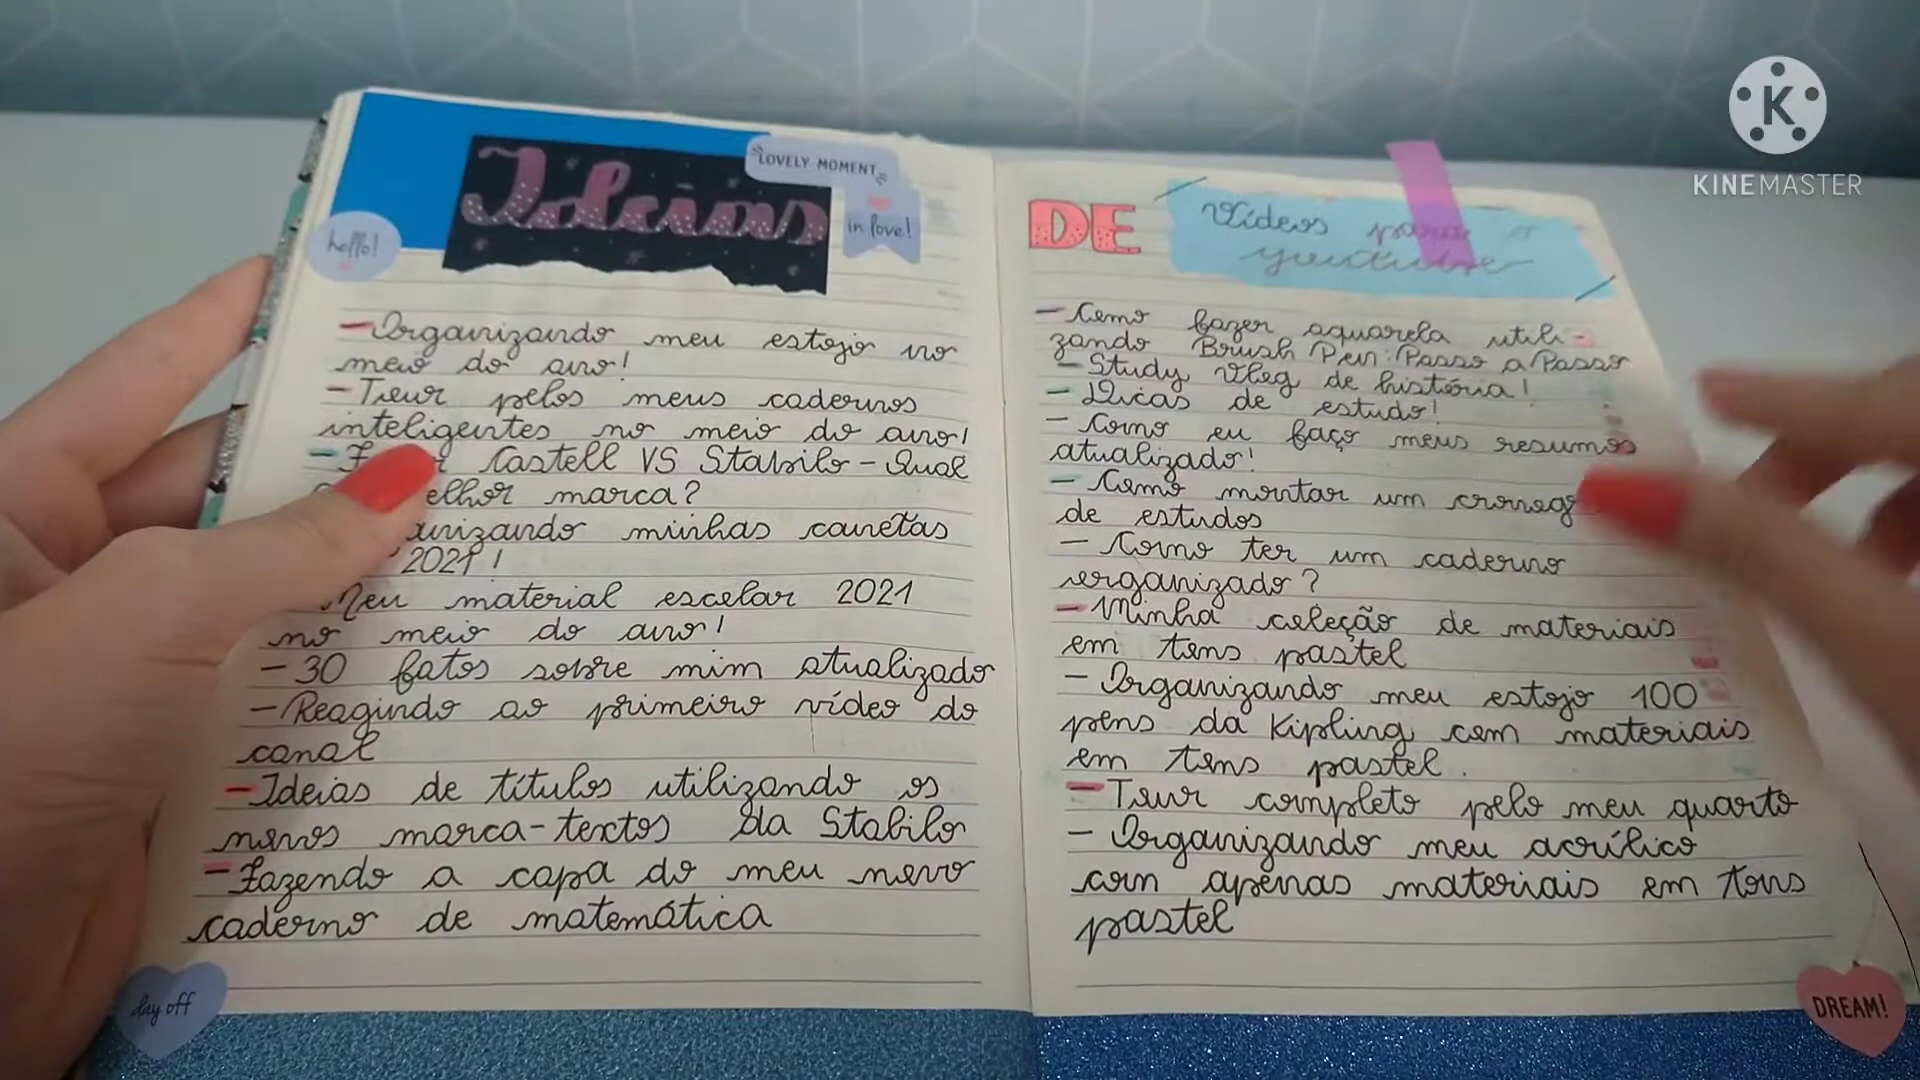 KINEMASTER
Ideias
LOVELY MOMENT
in love!
hello!
- Organizando meu estojo no
meio do ano!
- Tour pelos meus cadernos
inteligentes no meio do ano!
Castell VS Stabilo - Qual
marca?
minhas canetas
2021!
Meu material escolar 2021
no meio do ano!
- 30 fatos sobre mim atualizado
- Reagindo ao primeiro vídeo do
canal
- Ideias de títulos utilizando os
novos marca-textos da Stabilo
- Fazendo a capa do meu novo
caderno de matemática
day off
DE
Vídeos para o
youtube
- Como fazer aquarela utili-
zando Brush Pen: Passo a Passo
- Study Vlog de história!
- Dicas de estudo!
- Como eu faço meus resumos
atualizado!
- Como montar um
de estudos
- Como ter um caderno
organizado?
- Minha coleção de materiais
em tons pastel
- Organizando meu estojo 100
pens da Kipling com materiais
em tons pastel.
- Tour completo pelo meu quarto
- Organizando meu acrílico
com apenas materiais em tons
pastel
DREAM!